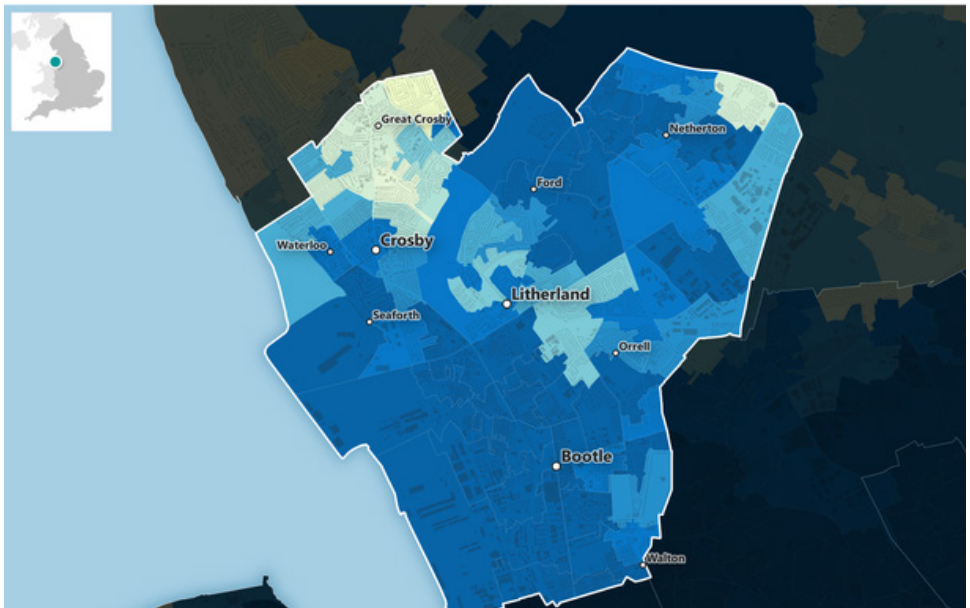 Great Crosby
Netherton
Ford
Waterloo
Crosby
Litherland
Seaforth
Orrell
Bootle
Walton